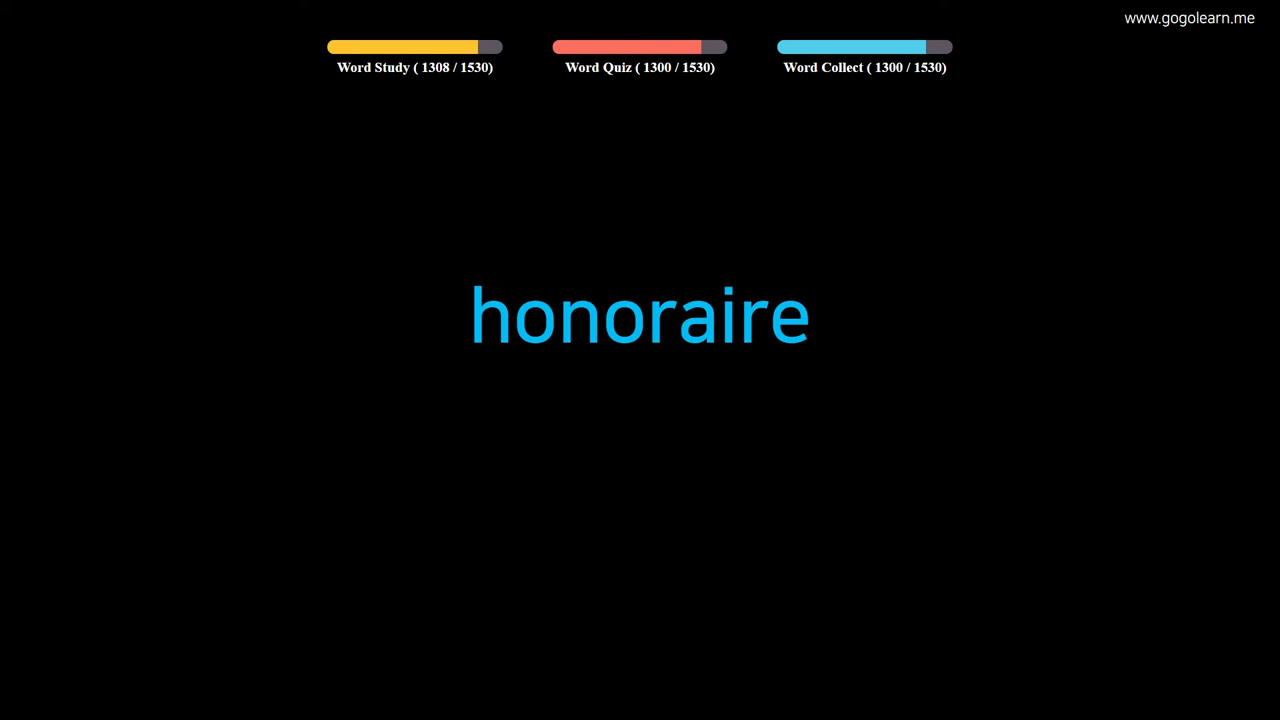 www.gogolearn.me
Word Study ( 1308 / 1530)
Word Quiz ( 1300 / 1530)
Word Collect ( 1300 / 1530)
honoraire